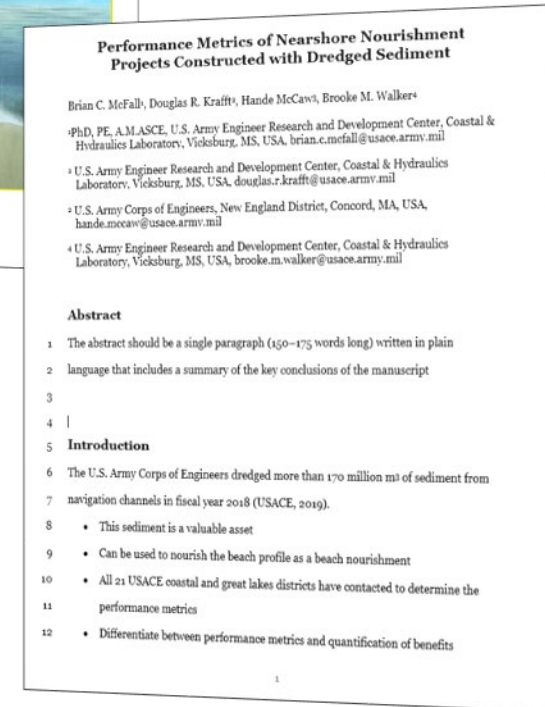 Performance Metrics of Nearshore Nourishment
Projects Constructed with Dredged Sediment
Brian C. McFall¹, Douglas R. Krafft², Hande McCaw³, Brooke M. Walker⁴
¹PhD, PE, A.M.ASCE, U.S. Army Engineer Research and Development Center, Coastal &
Hydraulics Laboratory, Vicksburg, MS, USA, brian.c.mcfall@usace.army.mil
² U.S. Army Engineer Research and Development Center, Coastal & Hydraulics
Laboratory, Vicksburg, MS, USA, douglas.r.krafft@usace.army.mil
³ U.S. Army Corps of Engineers, New England District, Concord, MA, USA,
hande.mccaw@usace.army.mil
⁴ U.S. Army Engineer Research and Development Center, Coastal & Hydraulics
Laboratory, Vicksburg, MS, USA, brooke.m.walker@usace.army.mil
Abstract
1 The abstract should be a single paragraph (150–175 words long) written in plain
2 language that includes a summary of the key conclusions of the manuscript
3
4
5 Introduction
6 The U.S. Army Corps of Engineers dredged more than 170 million m³ of sediment from
7 navigation channels in fiscal year 2018 (USACE, 2019).
8 • This sediment is a valuable asset
9 • Can be used to nourish the beach profile as a beach nourishment
10 • All 21 USACE coastal and great lakes districts have contacted to determine the
11 performance metrics
12 • Differentiate between performance metrics and quantification of benefits
1